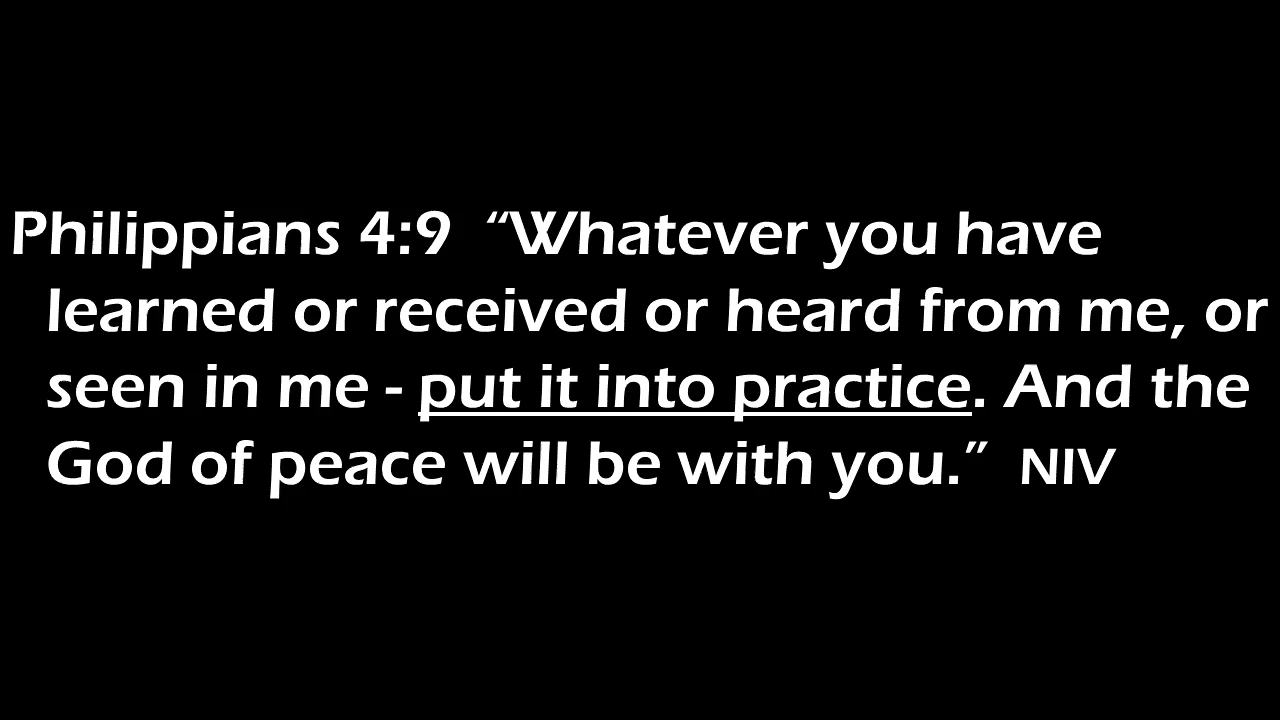 Philippians 4:9  “Whatever you have
learned or received or heard from me, or
seen in me - put it into practice. And the
God of peace will be with you.”  NIV